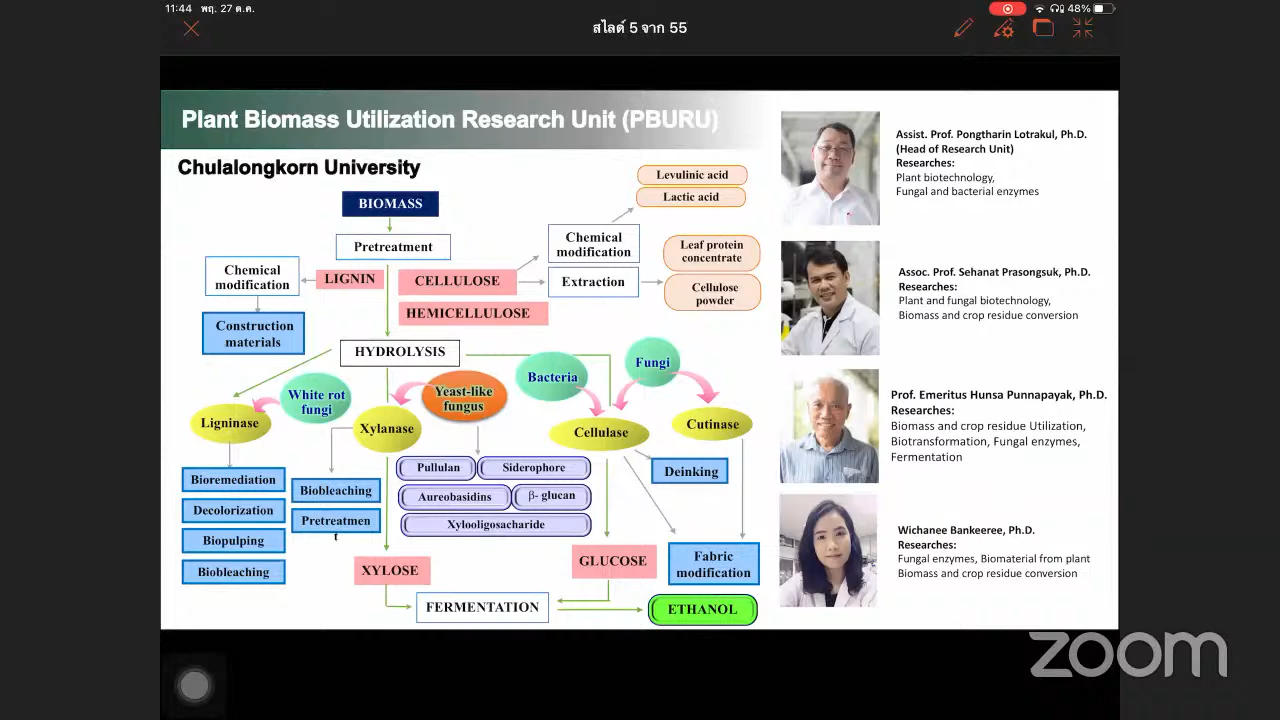 11:44 พฤ. 27 ต.ค.
48%
สไลด์ 5 จาก 55
Plant Biomass Utilization Research Unit (PBURU)
Chulalongkorn University
BIOMASS
Pretreatment
Chemical
modification
LIGNIN
CELLULOSE
HEMICELLULOSE
Chemical
modification
Extraction
Levulinic acid
Lactic acid
Leaf protein
concentrate
Cellulose
powder
Construction
materials
HYDROLYSIS
White rot
fungi
Yeast-like
fungus
Bacteria
Fungi
Ligninase
Xylanase
Cellulase
Cutinase
Bioremediation
Decolorization
Biopulping
Biobleaching
Biobleaching
Pretreatmen
t
Pullulan
Siderophore
Aureobasidins
β- glucan
Xylooligosacharide
Deinking
Fabric
modification
XYLOSE
GLUCOSE
FERMENTATION
ETHANOL
Assist. Prof. Pongtharin Lotrakul, Ph.D.
(Head of Research Unit)
Researches:
Plant biotechnology,
Fungal and bacterial enzymes
Assoc. Prof. Sehanat Prasongsuk, Ph.D.
Researches:
Plant and fungal biotechnology,
Biomass and crop residue conversion
Prof. Emeritus Hunsa Punnapayak, Ph.D.
Researches:
Biomass and crop residue Utilization,
Biotransformation, Fungal enzymes,
Fermentation
Wichanee Bankeeree, Ph.D.
Researches:
Fungal enzymes, Biomaterial from plant
Biomass and crop residue conversion
zoom